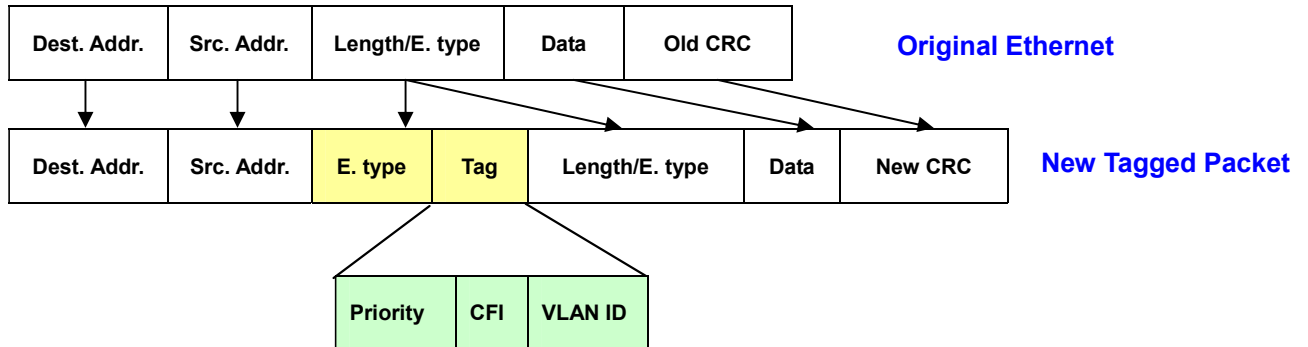 Dest. Addr. Src. Addr. Length/E. type Data Old CRC Original Ethernet
Dest. Addr. Src. Addr. E. type Tag Length/E. type Data New CRC New Tagged Packet
Priority CFI VLAN ID